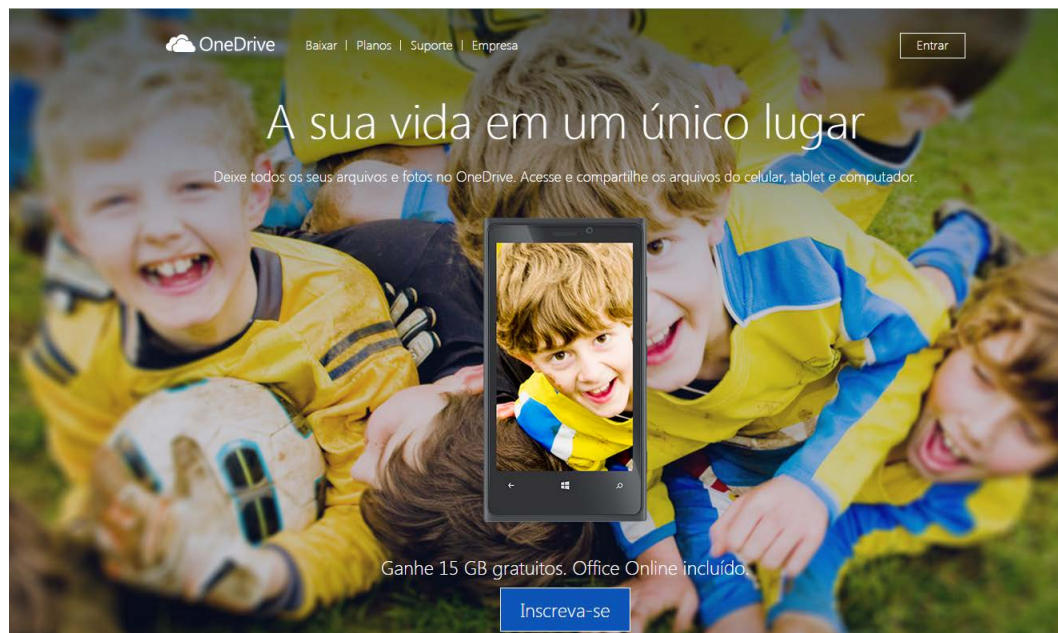 OneDrive
Baixar | Planos | Suporte | Empresa
Entrar
A sua vida em um único lugar
Deixe todos os seus arquivos e fotos no OneDrive. Acesse e compartilhe os arquivos do celular, tablet e computador.
Ganhe 15 GB gratuitos. Office Online incluído.
Inscreva-se